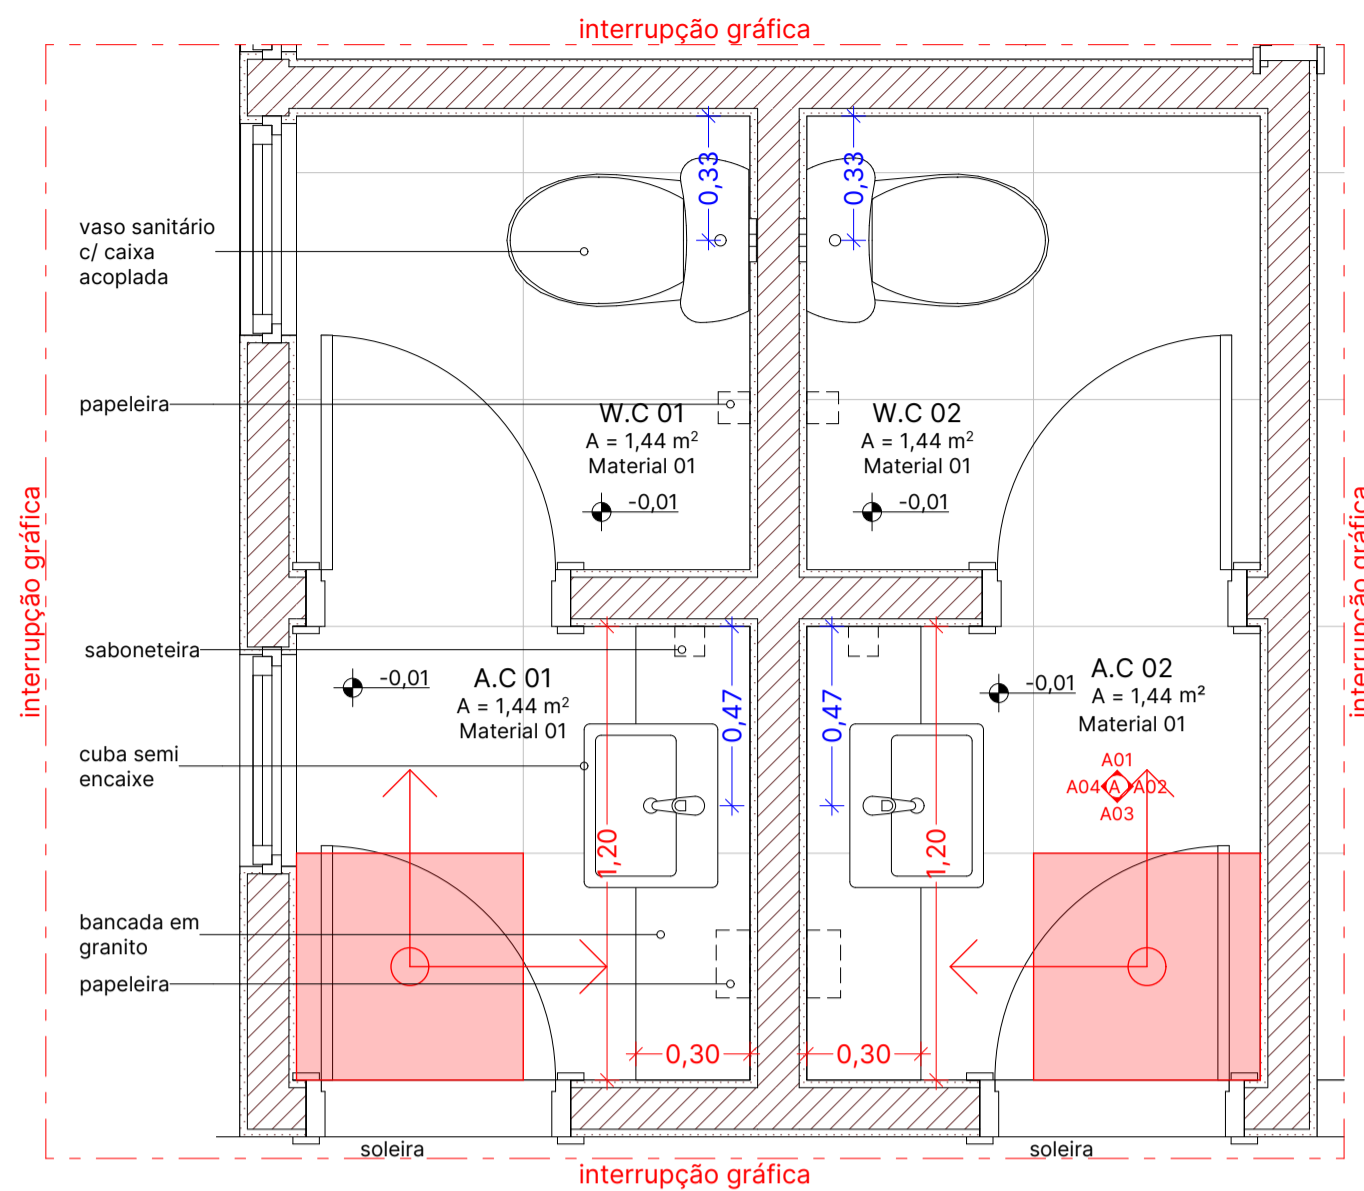 interrupção gráfica
0,33
0,33
vaso sanitário
c/ caixa
acoplada
papeleira
W.C 01
A = 1,44 m²
Material 01
-0,01
W.C 02
A = 1,44 m²
Material 01
-0,01
interrupção gráfica
interrupção gráfica
saboneteira
-0,01
A.C 01
A = 1,44 m²
Material 01
0,47
0,47
-0,01
A.C 02
A = 1,44 m²
Material 01
cuba semi
encaixe
A01
A04 A A02
A03
1,20
1,20
bancada em
granito
papeleira
0,30
0,30
soleira
soleira
interrupção gráfica